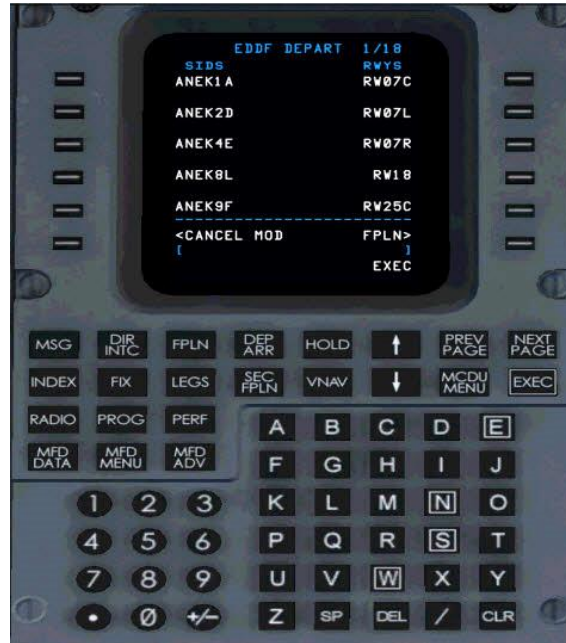 EDDF DEPART 1/18
SIDS RWYS
ANEK1A RW07C
ANEK2D RW07L
ANEK4E RW07R
ANEK8L RW18
ANEK9F RW25C
<CANCEL MOD FPLN>
[ ]
EXEC
MSG DIR INTC FPLN DEP ARR HOLD ↑ PREV PAGE NEXT PAGE
INDEX FIX LEGS SEC FPLN VNAV ↓ MCDU MENU EXEC
RADIO PROG PERF
MFD DATA MFD MENU MFD ADV
A B C D E
F G H I J
1 2 3 K L M N O
4 5 6 P Q R S T
7 8 9 U V W X Y
• 0 +/- Z SP DEL / CLR